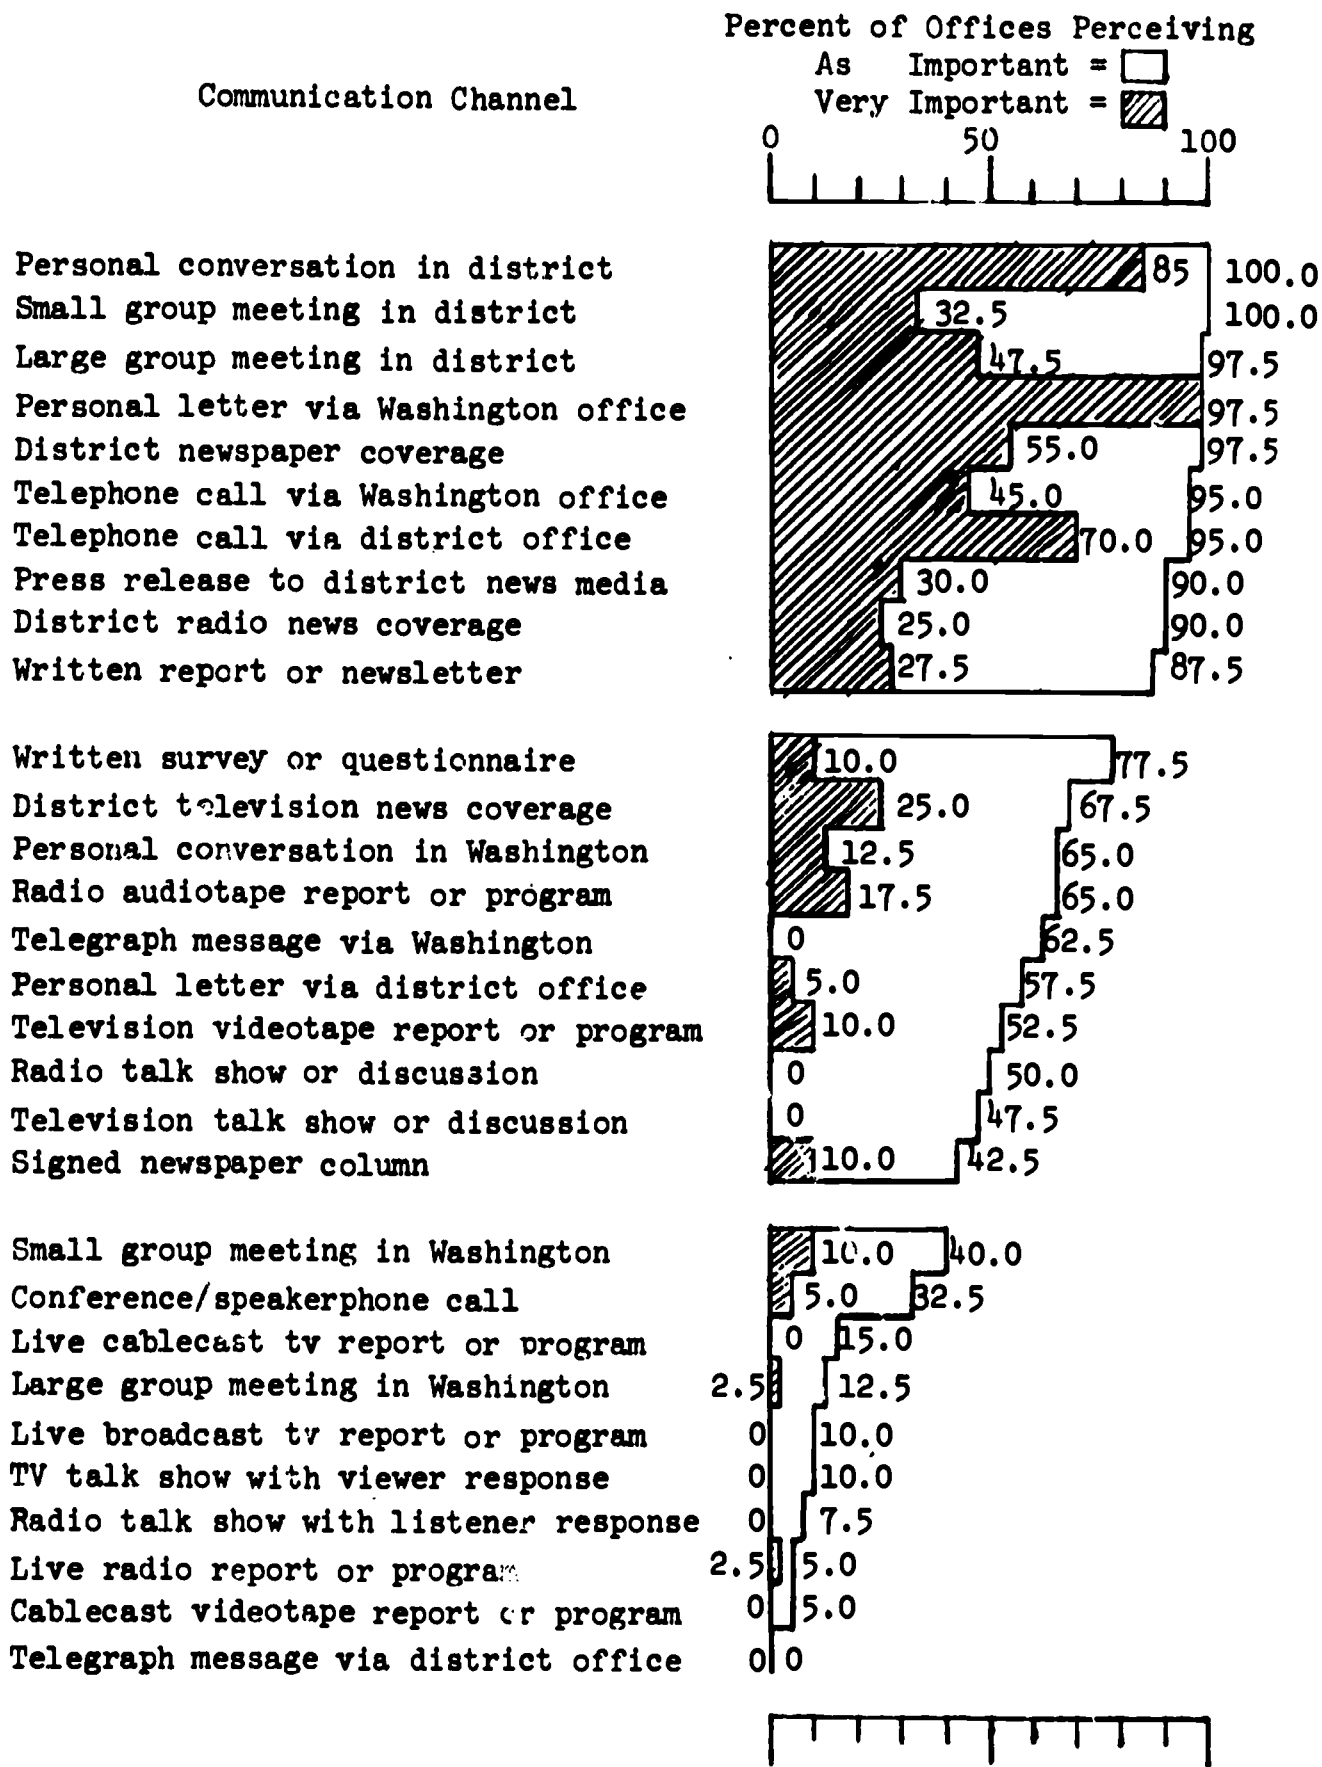 Percent of Offices Perceiving
As Important =
Communication Channel
Very Important =
0 50 100
Personal conversation in district 85 100.0
Small group meeting in district 32.5 100.0
Large group meeting in district 47.5 97.5
Personal letter via Washington office 97.5
District newspaper coverage 55.0 97.5
Telephone call via Washington office 45.0 95.0
Telephone call via district office 70.0 95.0
Press release to district news media 30.0 90.0
District radio news coverage 25.0 90.0
Written report or newsletter 27.5 87.5
Written survey or questionnaire 10.0 77.5
District television news coverage 25.0 67.5
Personal conversation in Washington 12.5 65.0
Radio audiotape report or program 17.5 65.0
Telegraph message via Washington 0 62.5
Personal letter via district office 5.0 57.5
Television videotape report or program 10.0 52.5
Radio talk show or discussion 0 50.0
Television talk show or discussion 0 47.5
Signed newspaper column 10.0 42.5
Small group meeting in Washington 10.0 40.0
Conference/speakerphone call 5.0 32.5
Live cablecast tv report or program 0 15.0
Large group meeting in Washington 2.5 12.5
Live broadcast tv report or program 0 10.0
TV talk show with viewer response 0 10.0
Radio talk show with listener response 0 7.5
Live radio report or program 2.5 5.0
Cablecast videotape report or program 0 5.0
Telegraph message via district office 0 0